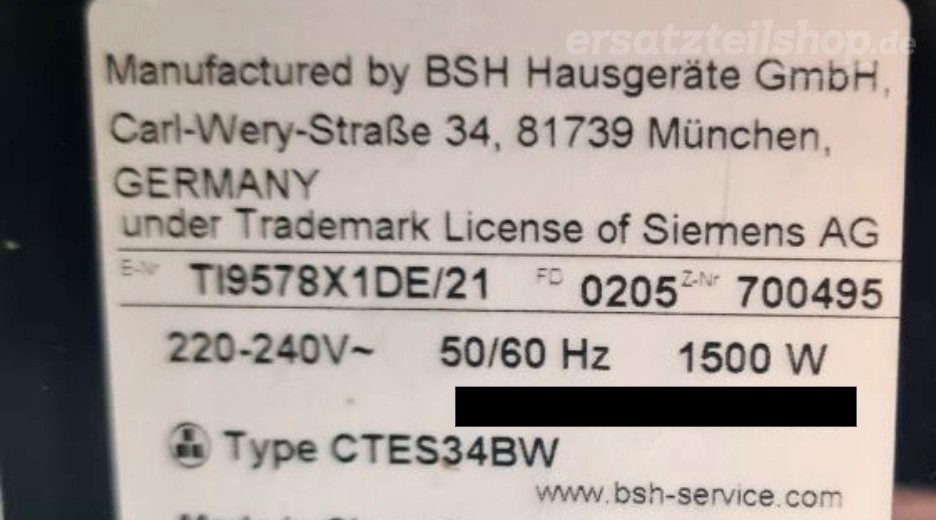 ersatzteilshop.de
Manufactured by BSH Hausgeräte GmbH,
Carl-Wery-Straße 34, 81739 München,
GERMANY
under Trademark License of Siemens AG
E-Nr TI9578X1DE/21 FD 0205 Z-Nr 700495
220-240V~ 50/60 Hz 1500 W
Type CTES34BW
www.bsh-service.com